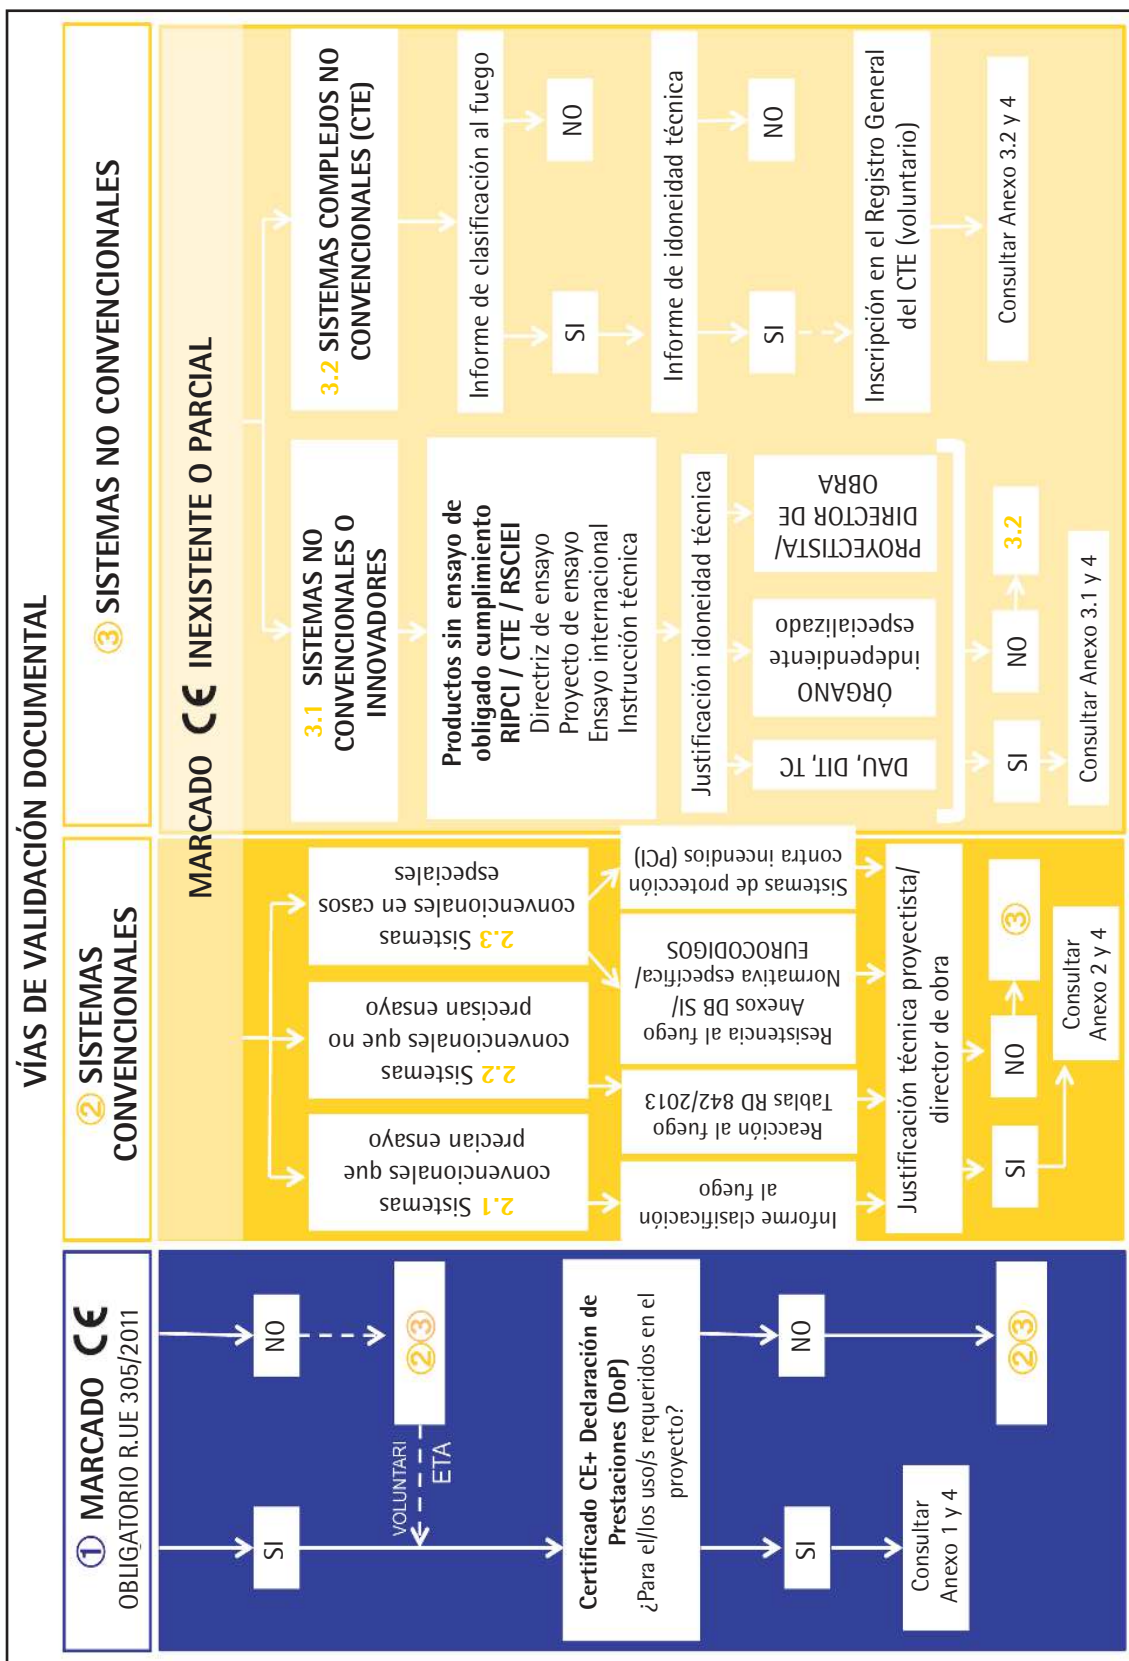 VÍAS DE VALIDACIÓN DOCUMENTAL
① MARCADO CE
OBLIGATORIO R.UE 305/2011
SI
NO
②③
VOLUNTARI
ETA
Certificado CE+ Declaración de
Prestaciones (DoP)
¿Para el/los uso/s requeridos en el
proyecto?
SI
NO
Consultar
Anexo 1 y 4
②③
② SISTEMAS
CONVENCIONALES
③ SISTEMAS NO CONVENCIONALES
MARCADO CE INEXISTENTE O PARCIAL
2.1 Sistemas
convencionales que
precian ensayo
2.2 Sistemas
convencionales que no
precisan ensayo
2.3 Sistemas
convencionales en casos
especiales
Informe clasificación
al fuego
Reacción al fuego
Tablas RD 842/2013
Resistencia al fuego
Anexos DB SI/
Normativa específica/
EUROCODIGOS
Sistemas de protección
contra incendios (PCI)
Justificación técnica proyectista/
director de obra
SI
NO
③
Consultar
Anexo 2 y 4
3.1 SISTEMAS NO
CONVENCIONALES O
INNOVADORES
Productos sin ensayo de
obligado cumplimiento
RIPCI / CTE / RSCIEI
Directriz de ensayo
Proyecto de ensayo
Ensayo internacional
Instrucción técnica
Justificación idoneidad técnica
DAU, DIT, TC
ÓRGANO
independiente
especializado
PROYECTISTA/
DIRECTOR DE
OBRA
SI
NO
3.2
Consultar Anexo 3.1 y 4
3.2 SISTEMAS COMPLEJOS NO
CONVENCIONALES (CTE)
Informe de clasificación al fuego
SI
NO
Informe de idoneidad técnica
SI
NO
Inscripción en el Registro General
del CTE (voluntario)
Consultar Anexo 3.2 y 4